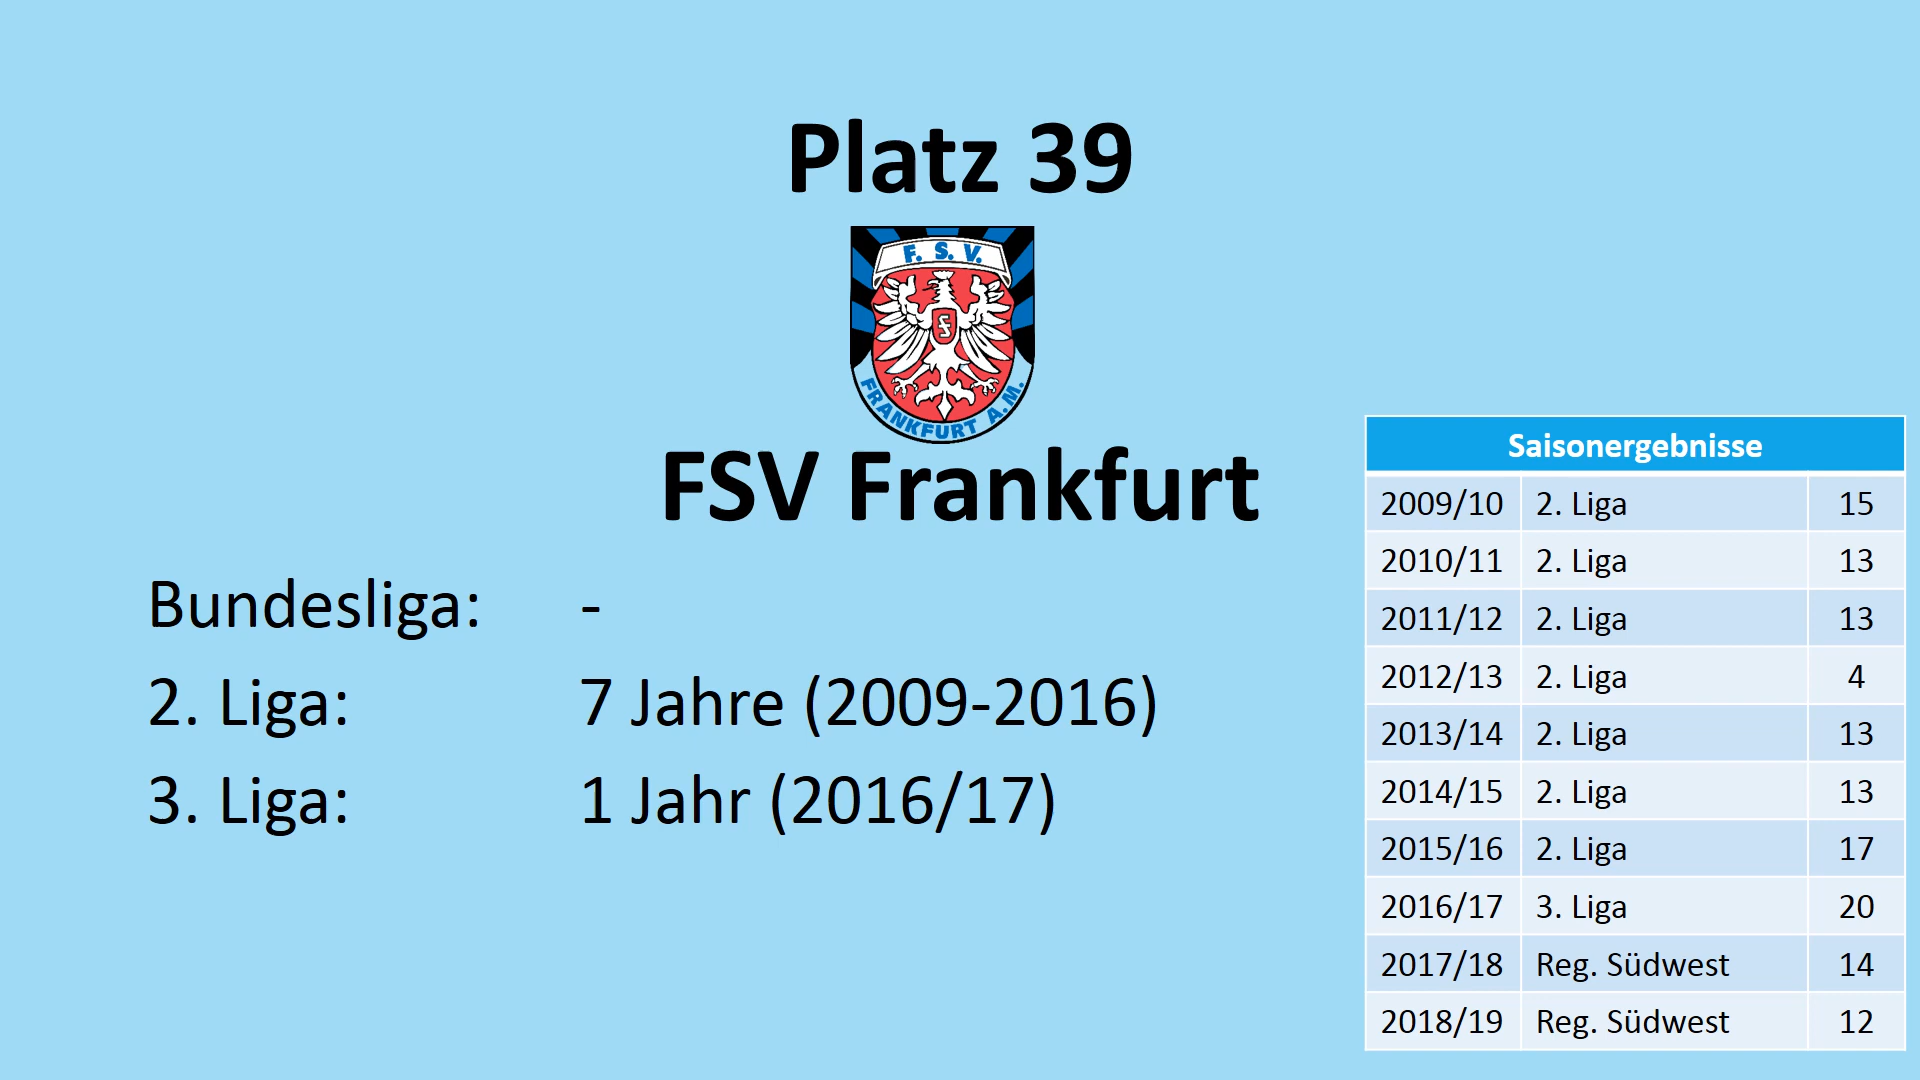 Platz 39
F. S. V.
FRANKFURT A.M.
FSV Frankfurt
Bundesliga: -
2. Liga: 7 Jahre (2009-2016)
3. Liga: 1 Jahr (2016/17)
Saisonergebnisse
2009/10 2. Liga 15
2010/11 2. Liga 13
2011/12 2. Liga 13
2012/13 2. Liga 4
2013/14 2. Liga 13
2014/15 2. Liga 13
2015/16 2. Liga 17
2016/17 3. Liga 20
2017/18 Reg. Südwest 14
2018/19 Reg. Südwest 12